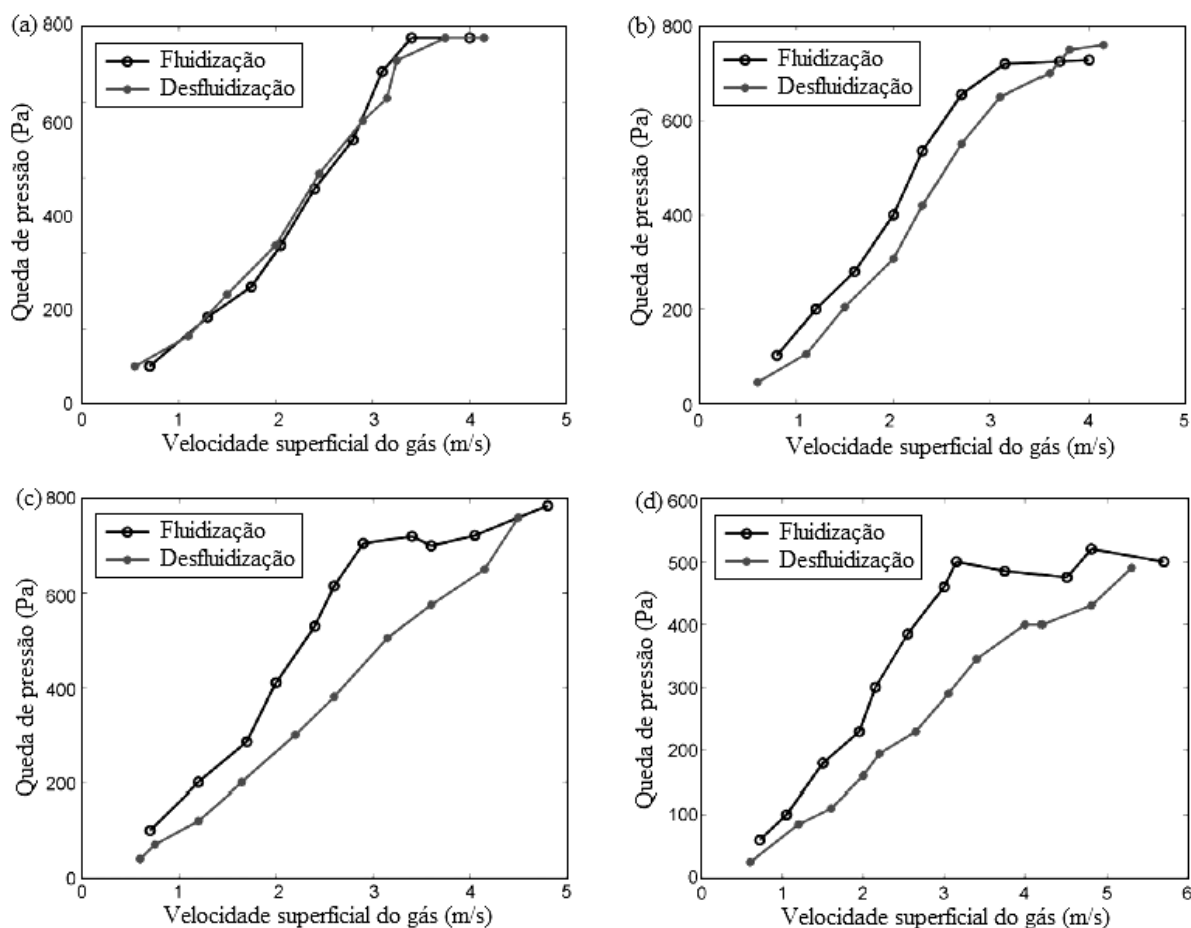 (a)
800
600
400
200
0
Queda de pressão (Pa)
Fluidização
Desfluidização
0 1 2 3 4 5
Velocidade superficial do gás (m/s)
(b)
800
600
400
200
0
Queda de pressão (Pa)
Fluidização
Desfluidização
0 1 2 3 4 5
Velocidade superficial do gás (m/s)
(c)
800
600
400
200
0
Queda de pressão (Pa)
Fluidização
Desfluidização
0 1 2 3 4 5
Velocidade superficial do gás (m/s)
(d)
600
500
400
300
200
100
0
Queda de pressão (Pa)
Fluidização
Desfluidização
0 1 2 3 4 5 6
Velocidade superficial do gás (m/s)